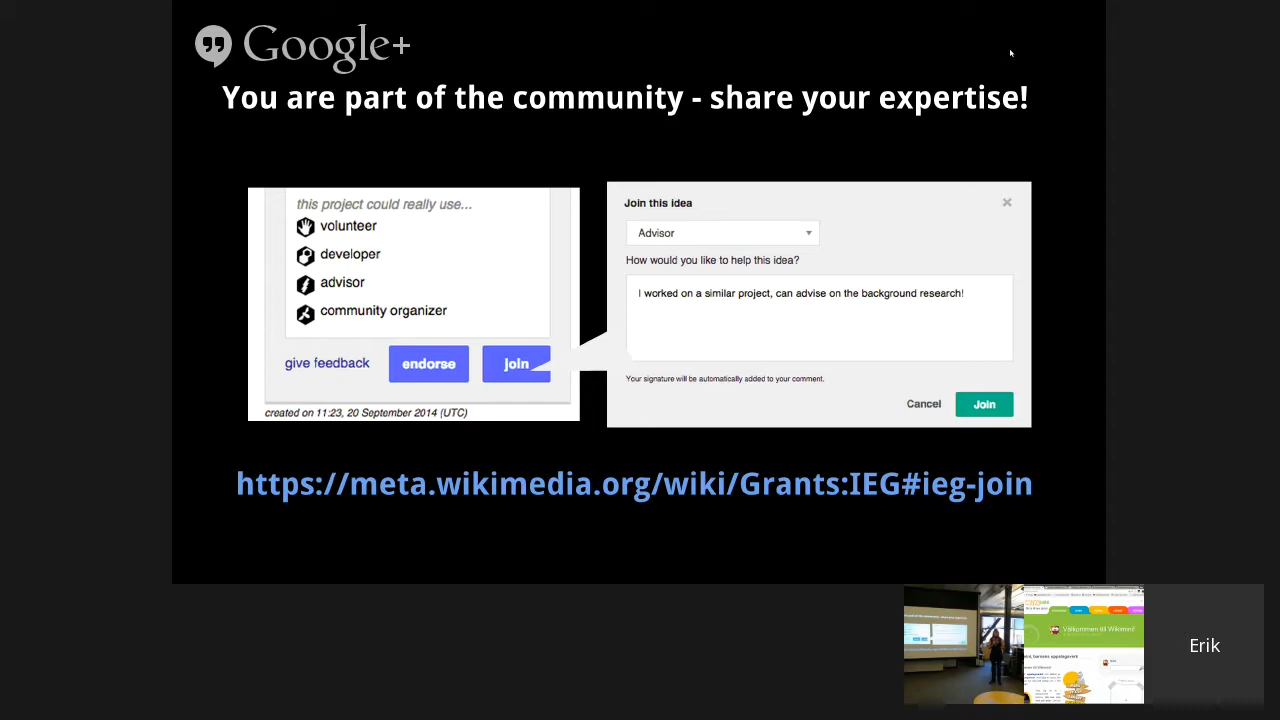 Google+
You are part of the community - share your expertise!
this project could really use...
volunteer
developer
advisor
community organizer
give feedback
endorse
join
created on 11:23, 20 September 2014 (UTC)
Join this idea
Advisor
How would you like to help this idea?
I worked on a similar project, can advise on the background research!
Your signature will be automatically added to your comment.
Cancel
Join
https://meta.wikimedia.org/wiki/Grants:IEG#ieg-join
Välkommen till Wikimini!
Erik